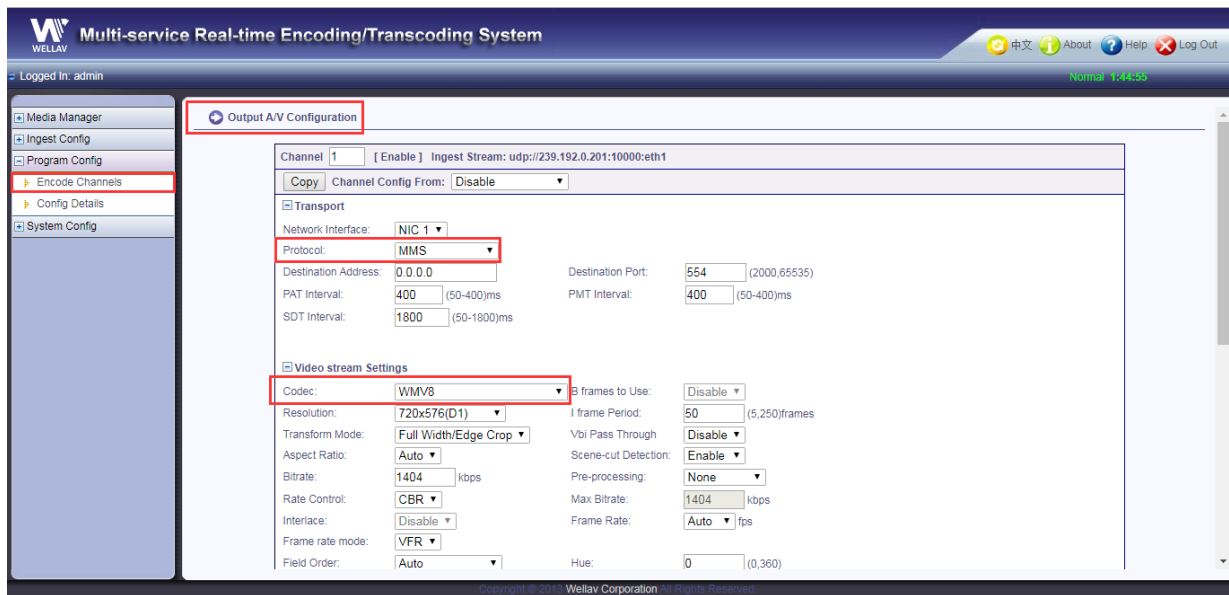 WELLAV
Multi-service Real-time Encoding/Transcoding System
中文 About Help Log Out
Logged In: admin
Normal 1:44:55
Media Manager
Ingest Config
Program Config
Encode Channels
Config Details
System Config
Output A/V Configuration
Channel 1 [ Enable ] Ingest Stream: udp://239.192.0.201:10000:eth1
Copy Channel Config From: Disable
Transport
Network Interface: NIC 1
Protocol: MMS
Destination Address: 0.0.0.0 Destination Port: 554 (2000,65535)
PAT Interval: 400 (50-400)ms PMT Interval: 400 (50-400)ms
SDT Interval: 1800 (50-1800)ms
Video stream Settings
Codec: WMV8 B frames to Use: Disable
Resolution: 720x576(D1) I frame Period: 50 (5,250)frames
Transform Mode: Full Width/Edge Crop Vbi Pass Through Disable
Aspect Ratio: Auto Scene-cut Detection: Enable
Bitrate: 1404 kbps Pre-processing: None
Rate Control: CBR Max Bitrate: 1404 kbps
Interlace: Disable Frame Rate: Auto fps
Frame rate mode: VFR
Field Order: Auto Hue: 0 (0,360)
Copyright © 2013 Wellav Corporation All Rights Reserved